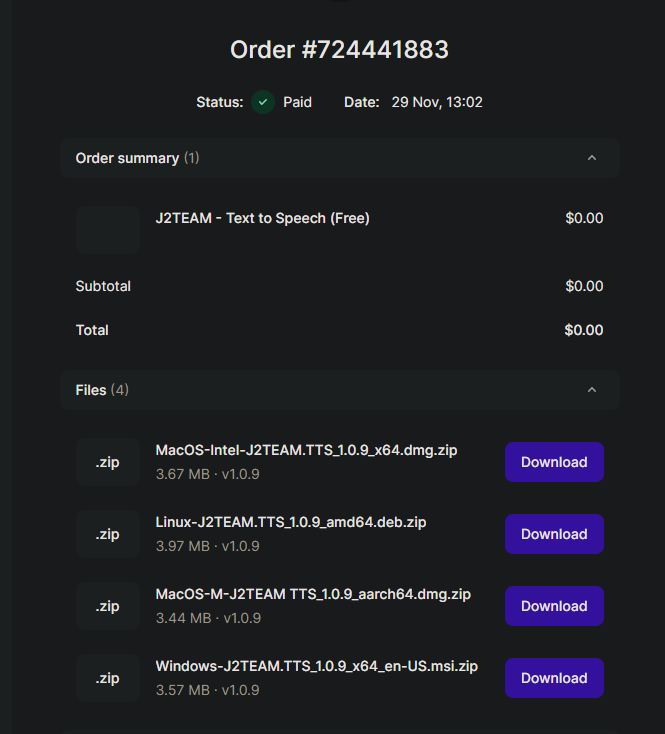 Order #724441883
Status: Paid Date: 29 Nov, 13:02
Order summary (1)
J2TEAM - Text to Speech (Free) $0.00
Subtotal $0.00
Total $0.00
Files (4)
.zip MacOS-Intel-J2TEAM.TTS_1.0.9_x64.dmg.zip Download
3.67 MB · v1.0.9
.zip Linux-J2TEAM.TTS_1.0.9_amd64.deb.zip Download
3.97 MB · v1.0.9
.zip MacOS-M-J2TEAM TTS_1.0.9_aarch64.dmg.zip Download
3.44 MB · v1.0.9
.zip Windows-J2TEAM.TTS_1.0.9_x64_en-US.msi.zip Download
3.57 MB · v1.0.9